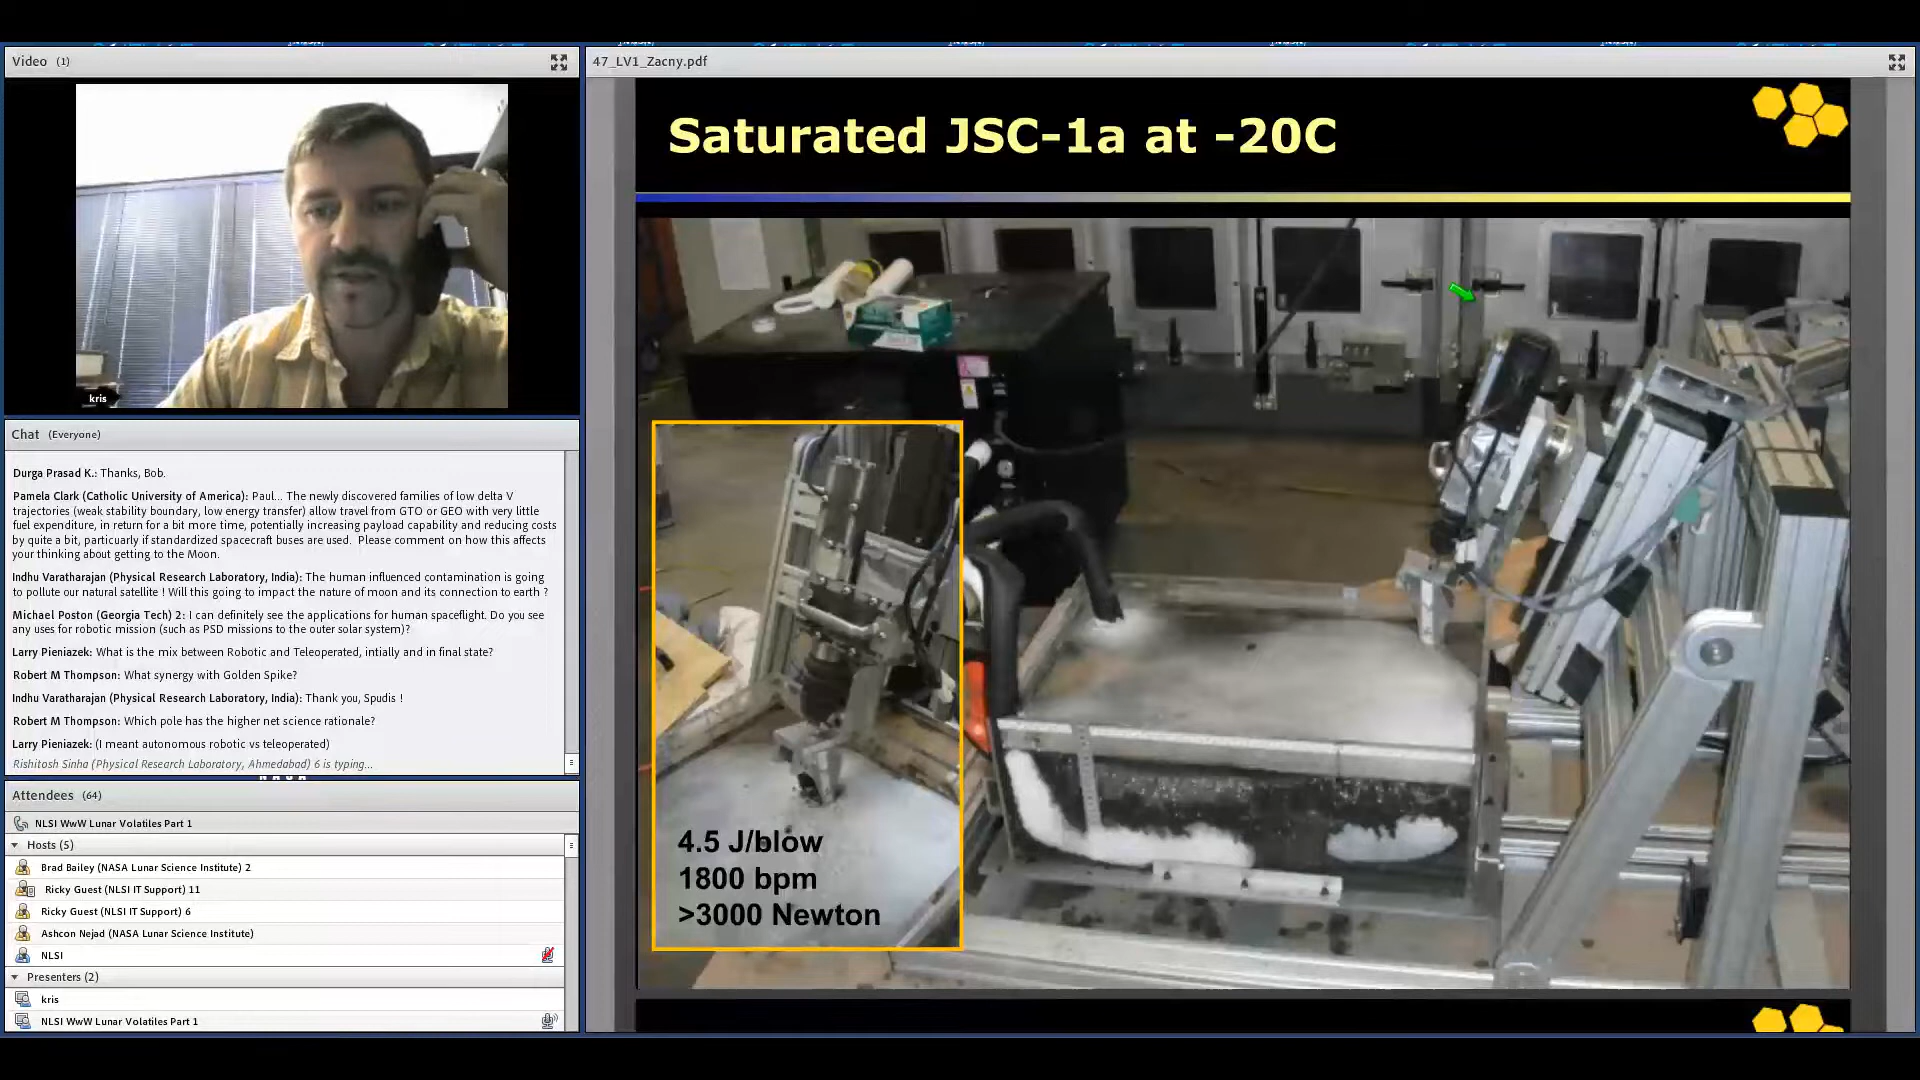 Video (1)
kris
Chat (Everyone)
Durga Prasad K.: Thanks, Bob.
Pamela Clark (Catholic University of America): Paul... The newly discovered families of low delta V
trajectories (weak stability boundary, low energy transfer) allow travel from GTO or GEO with very little
fuel expenditure, in return for a bit more time, potentially increasing payload capability and reducing costs
by quite a bit, particuarly if standardized spacecraft buses are used. Please comment on how this affects
your thinking about getting to the Moon.
Indhu Varatharajan (Physical Research Laboratory, India): The human influenced contamination is going
to pollute our natural satellite ! Will this going to impact the nature of moon and its connection to earth ?
Michael Poston (Georgia Tech) 2: I can definitely see the applications for human spaceflight. Do you see
any uses for robotic mission (such as PSD missions to the outer solar system)?
Larry Pieniazek: What is the mix between Robotic and Teleoperated, intially and in final state?
Robert M Thompson: What synergy with Golden Spike?
Indhu Varatharajan (Physical Research Laboratory, India): Thank you, Spudis !
Robert M Thompson: Which pole has the higher net science rationale?
Larry Pieniazek: (I meant autonomous robotic vs teleoperated)
Rishitosh Sinha (Physical Research Laboratory, Ahmedabad) 6 is typing...
Attendees (64)
NLSI WwW Lunar Volatiles Part 1
Hosts (5)
Brad Bailey (NASA Lunar Science Institute) 2
Ricky Guest (NLSI IT Support) 11
Ricky Guest (NLSI IT Support) 6
Ashcon Nejad (NASA Lunar Science Institute)
NLSI
Presenters (2)
kris
NLSI WwW Lunar Volatiles Part 1
47_LV1_Zacny.pdf
Saturated JSC-1a at -20C
4.5 J/blow
1800 bpm
>3000 Newton